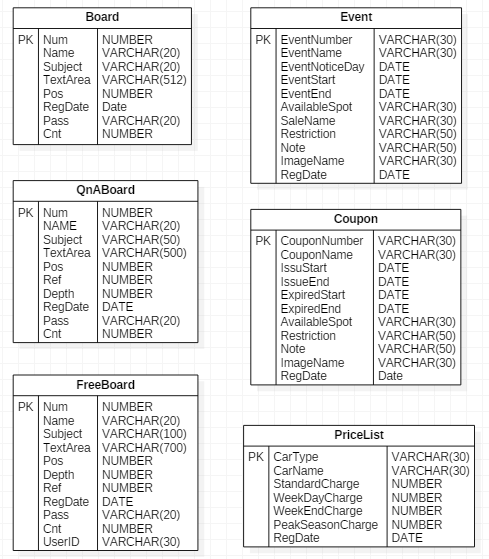 Board
PK Num NUMBER
Name VARCHAR(20)
Subject VARCHAR(20)
TextArea VARCHAR(512)
Pos NUMBER
RegDate Date
Pass VARCHAR(20)
Cnt NUMBER
QnABoard
PK Num NUMBER
NAME VARCHAR(20)
Subject VARCHAR(50)
TextArea VARCHAR(500)
Pos NUMBER
Ref NUMBER
Depth NUMBER
RegDate DATE
Pass VARCHAR(20)
Cnt NUMBER
FreeBoard
PK Num NUMBER
Name VARCHAR(20)
Subject VARCHAR(100)
TextArea VARCHAR(700)
Pos NUMBER
Depth NUMBER
Ref NUMBER
RegDate DATE
Pass VARCHAR(20)
Cnt NUMBER
UserID VARCHAR(30)
Event
PK EventNumber VARCHAR(30)
EventName VARCHAR(30)
EventNoticeDay DATE
EventStart DATE
EventEnd DATE
AvailableSpot VARCHAR(30)
SaleName VARCHAR(30)
Restriction VARCHAR(50)
Note VARCHAR(50)
ImageName VARCHAR(30)
RegDate DATE
Coupon
PK CouponNumber VARCHAR(30)
CouponName VARCHAR(30)
IssuStart DATE
IssueEnd DATE
ExpiredStart DATE
ExpiredEnd DATE
AvailableSpot VARCHAR(30)
Restriction VARCHAR(50)
Note VARCHAR(50)
ImageName VARCHAR(30)
RegDate Date
PriceList
PK CarType VARCHAR(30)
CarName VARCHAR(30)
StandardCharge NUMBER
WeekDayCharge NUMBER
WeekEndCharge NUMBER
PeakSeasonCharge NUMBER
RegDate DATE